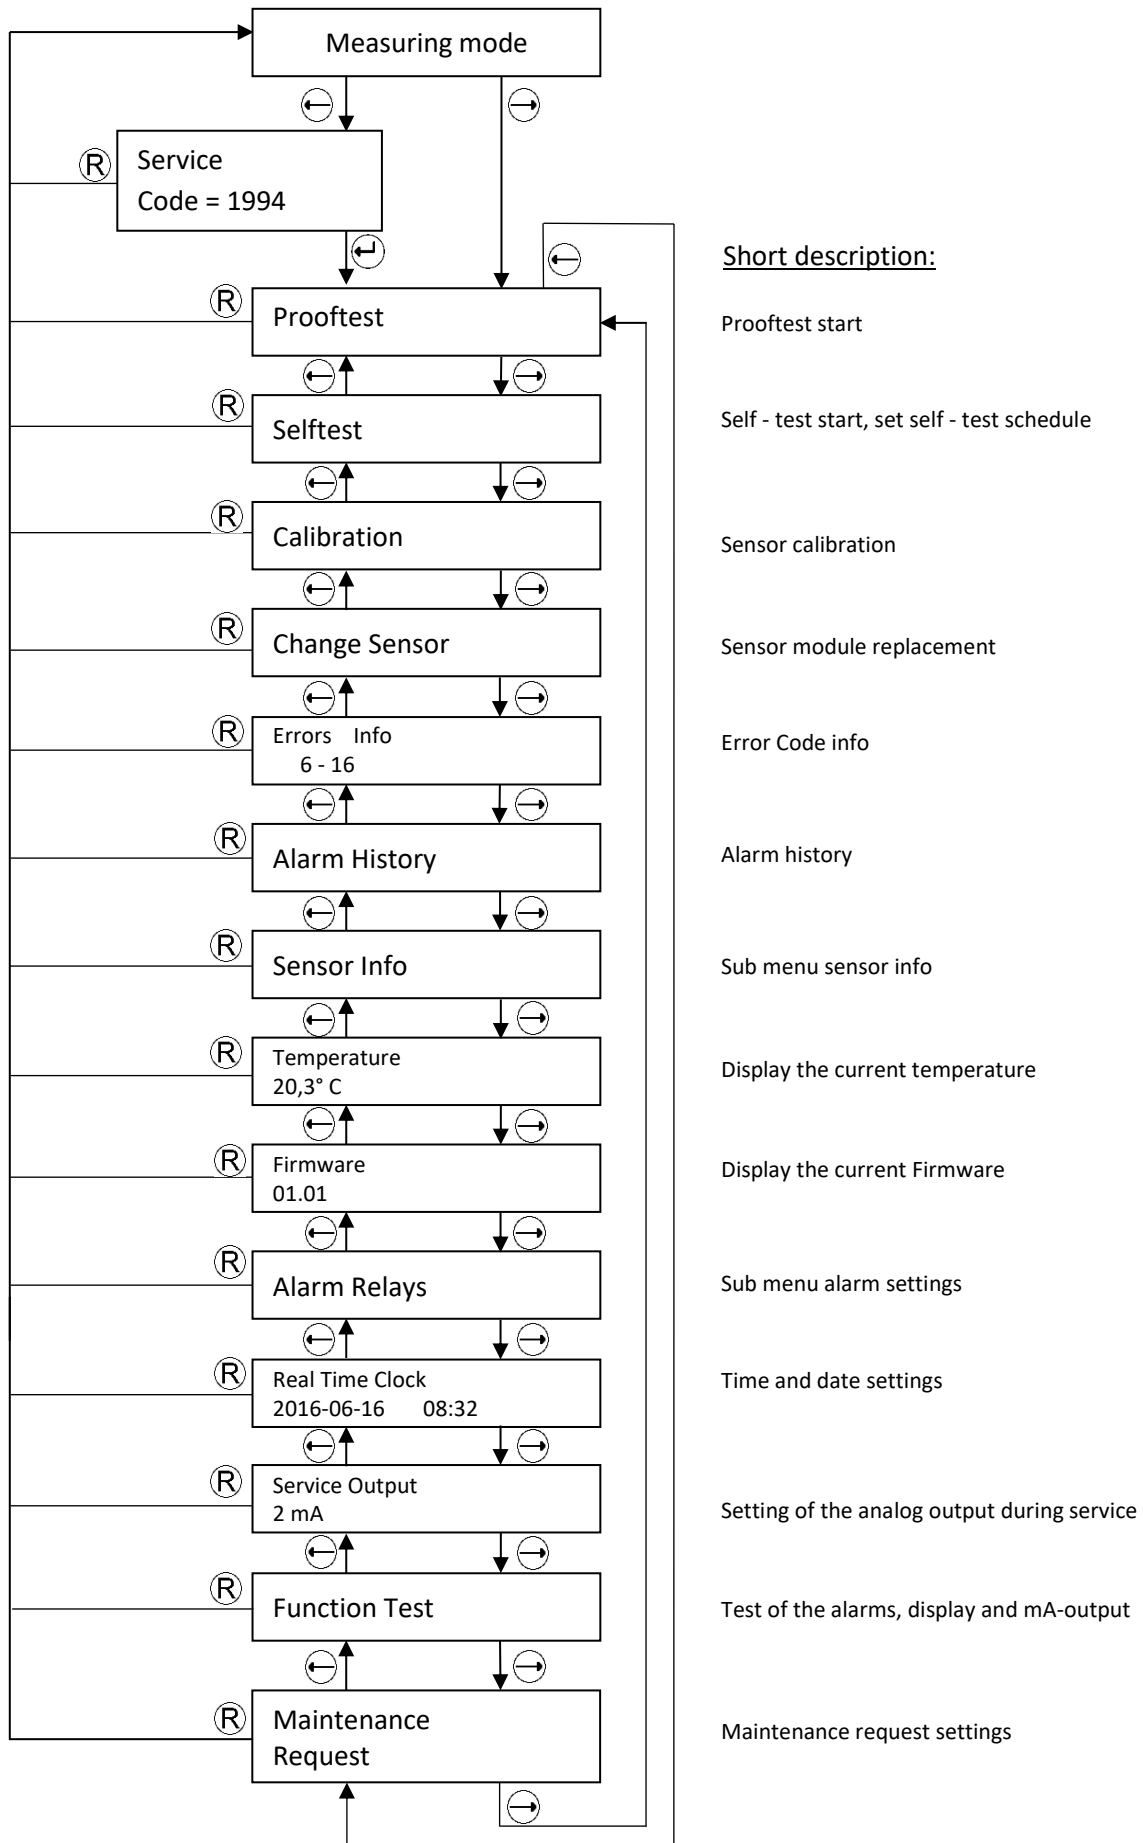 Measuring mode
R
Service
Code = 1994
Short description:
R
Prooftest
Prooftest start
R
Selftest
Self - test start, set self - test schedule
R
Calibration
Sensor calibration
R
Change Sensor
Sensor module replacement
R
Errors Info
6 - 16
Error Code info
R
Alarm History
Alarm history
R
Sensor Info
Sub menu sensor info
R
Temperature
20,3° C
Display the current temperature
R
Firmware
01.01
Display the current Firmware
R
Alarm Relays
Sub menu alarm settings
R
Real Time Clock
2016-06-16 08:32
Time and date settings
R
Service Output
2 mA
Setting of the analog output during service
R
Function Test
Test of the alarms, display and mA-output
R
Maintenance
Request
Maintenance request settings